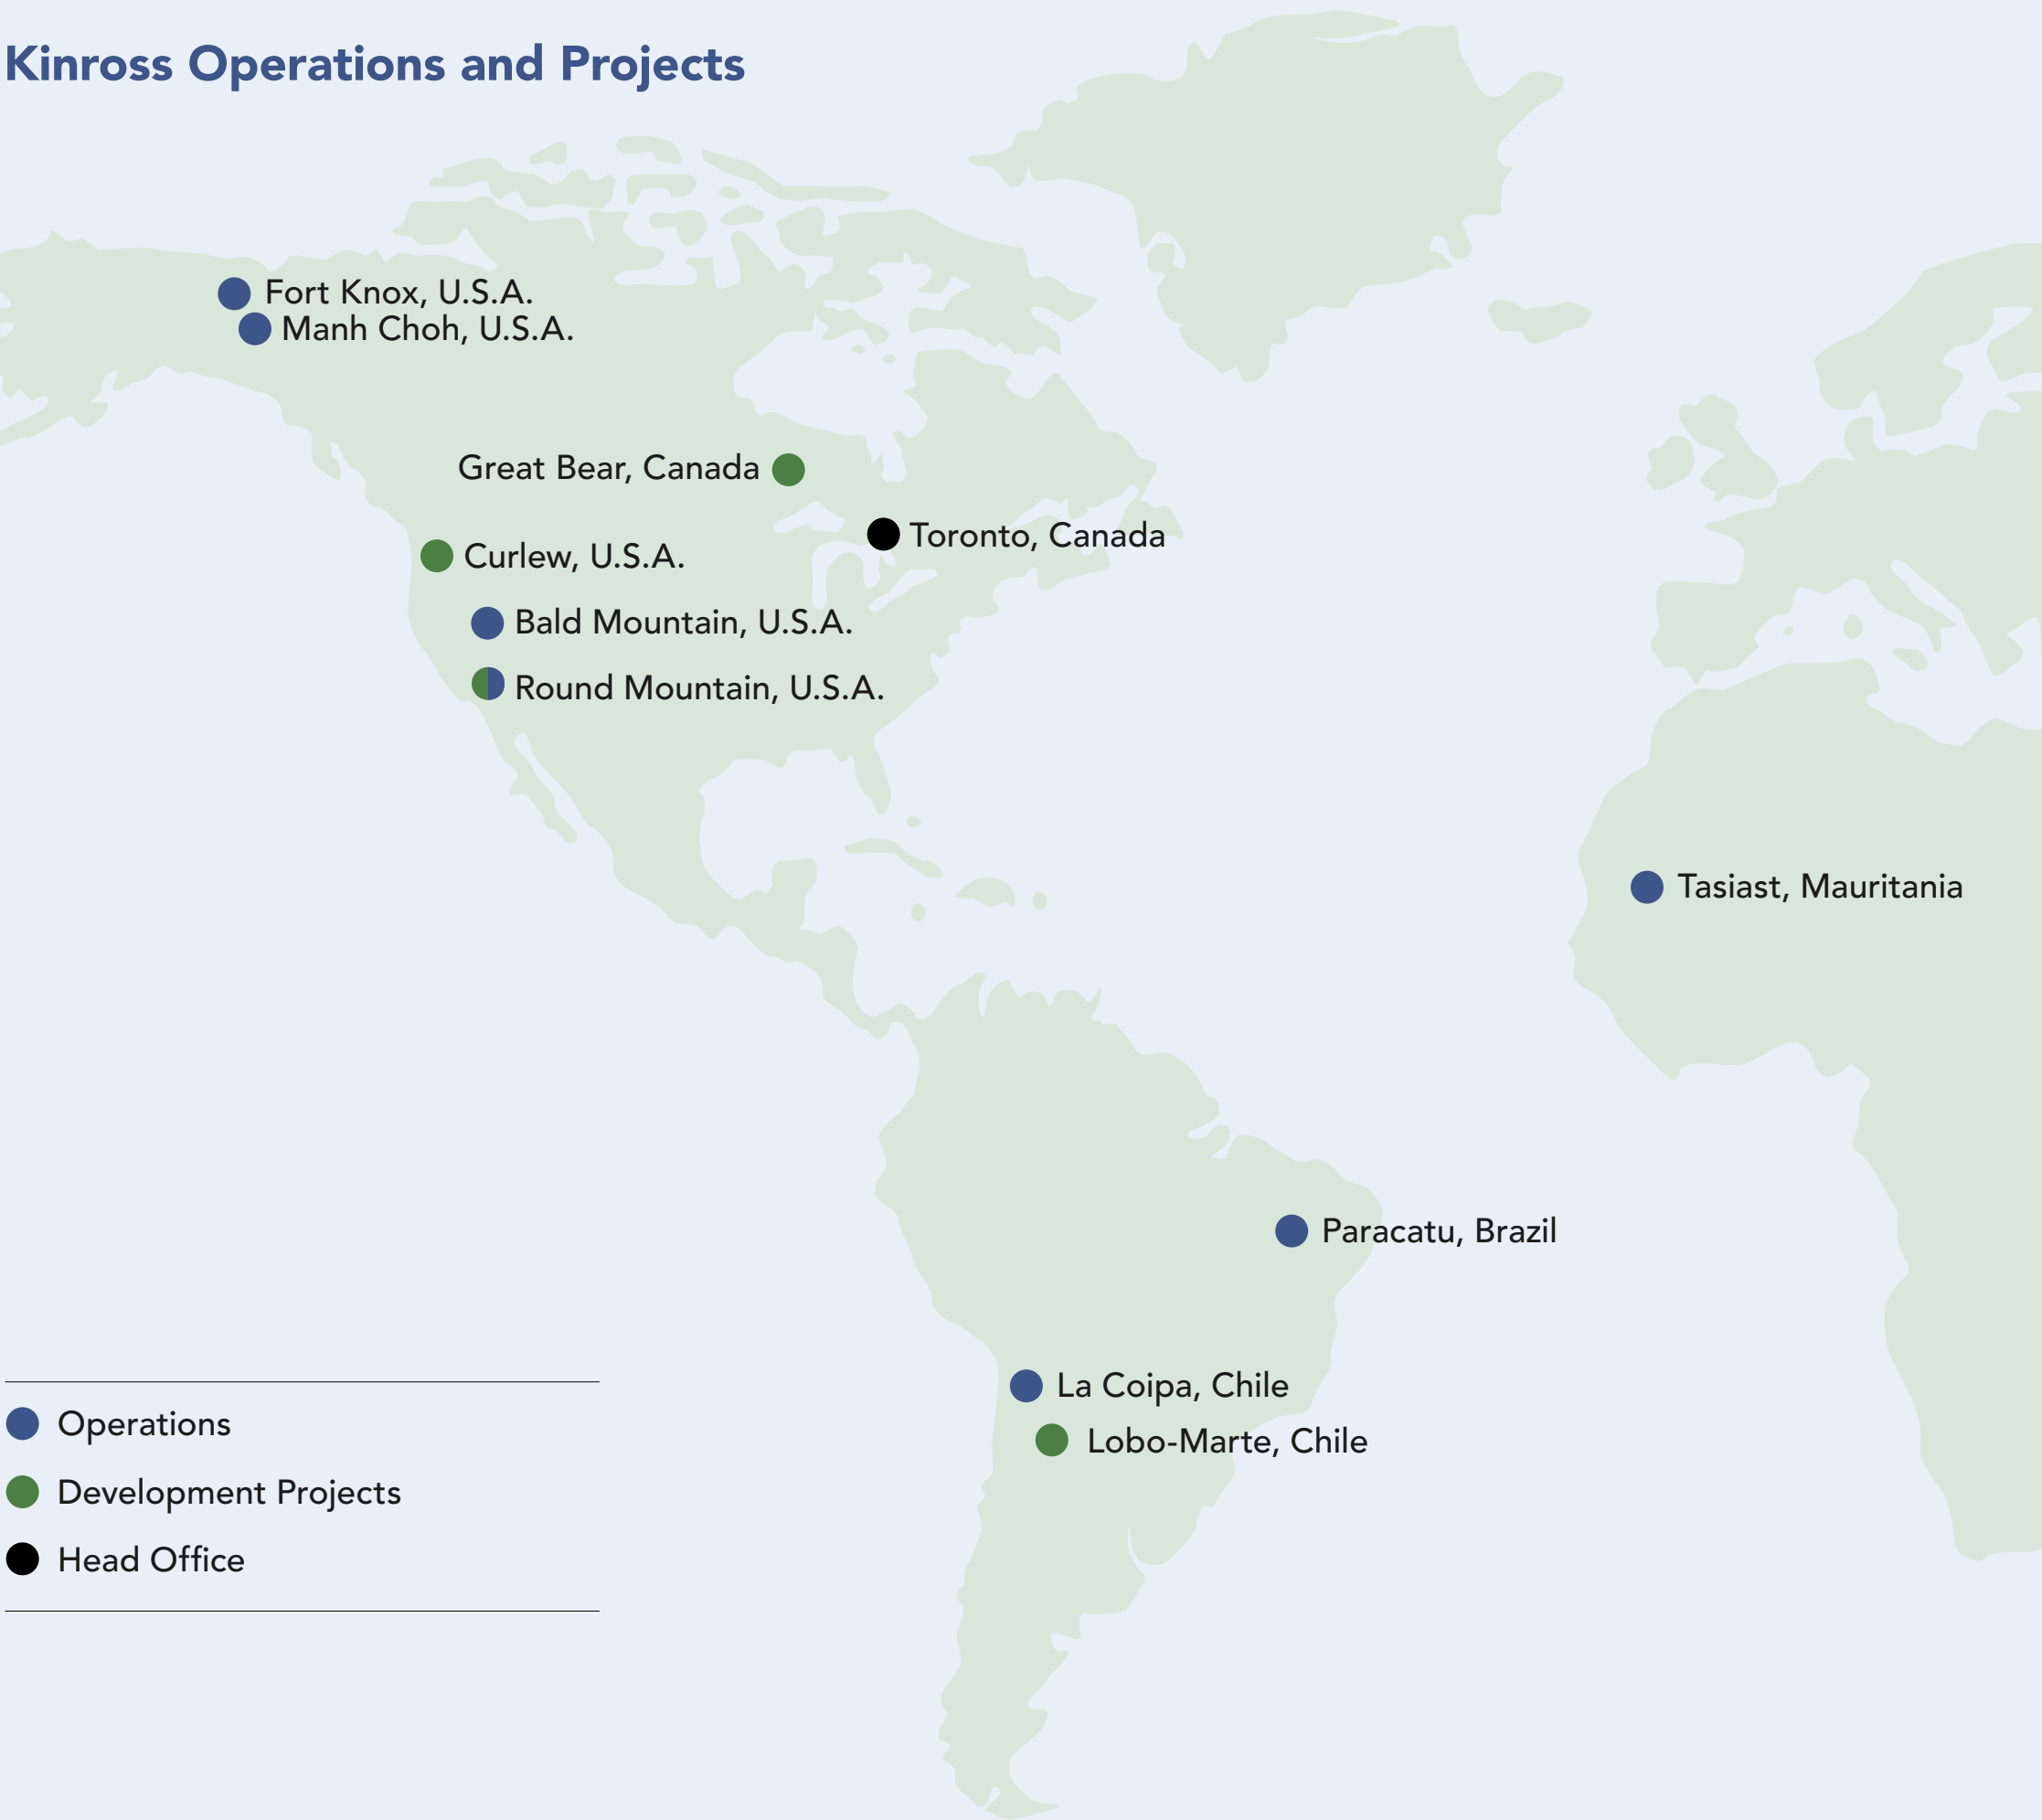 Kinross Operations and Projects
Fort Knox, U.S.A.
Manh Choh, U.S.A.
Great Bear, Canada
Toronto, Canada
Curlew, U.S.A.
Bald Mountain, U.S.A.
Round Mountain, U.S.A.
Tasiast, Mauritania
Paracatu, Brazil
La Coipa, Chile
Lobo-Marte, Chile
Operations
Development Projects
Head Office